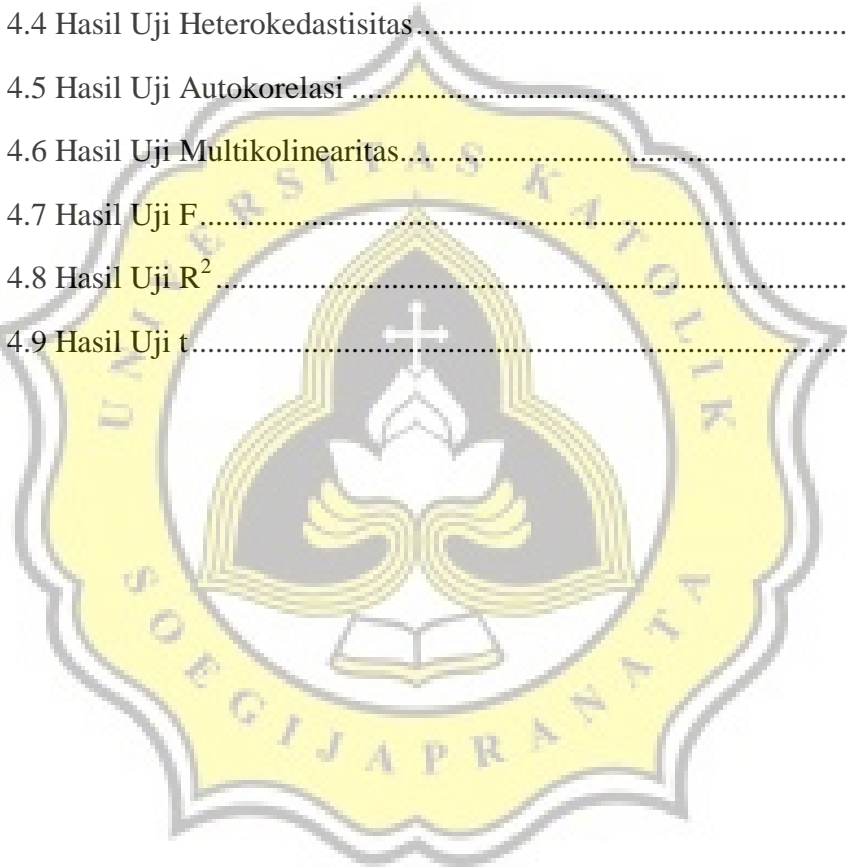 4.4 Hasil Uji Heterokedastisitas........................................................
4.5 Hasil Uji Autokorelasi ................................................................
4.6 Hasil Uji Multikolinearitas..........................................................
4.7 Hasil Uji F...................................................................................
4.8 Hasil Uji R²................................................................................
4.9 Hasil Uji t....................................................................................
UNIVERSITAS KATOLIK
SOEGIJAPRANATA